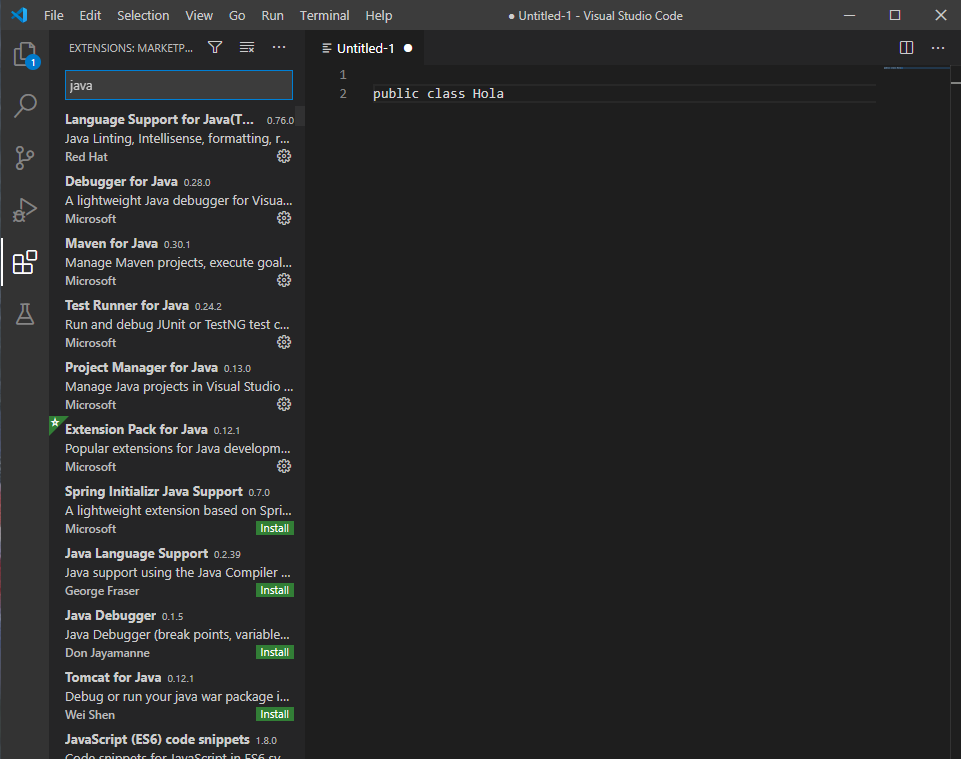 File Edit Selection View Go Run Terminal Help ● Untitled-1 - Visual Studio Code
EXTENSIONS: MARKETP...
Untitled-1
1
java
1
2 public class Hola
Language Support for Java(T... 0.76.0
Java Linting, Intellisense, formatting, r...
Red Hat
Debugger for Java 0.28.0
A lightweight Java debugger for Visua...
Microsoft
Maven for Java 0.30.1
Manage Maven projects, execute goal...
Microsoft
Test Runner for Java 0.24.2
Run and debug JUnit or TestNG test c...
Microsoft
Project Manager for Java 0.13.0
Manage Java projects in Visual Studio ...
Microsoft
Extension Pack for Java 0.12.1
Popular extensions for Java developm...
Microsoft
Spring Initializr Java Support 0.7.0
A lightweight extension based on Spri...
Microsoft Install
Java Language Support 0.2.39
Java support using the Java Compiler ...
George Fraser Install
Java Debugger 0.1.5
Java Debugger (break points, variable...
Don Jayamanne Install
Tomcat for Java 0.12.1
Debug or run your java war package i...
Wei Shen Install
JavaScript (ES6) code snippets 1.8.0
Code snippets for JavaScript in ES6 sy...